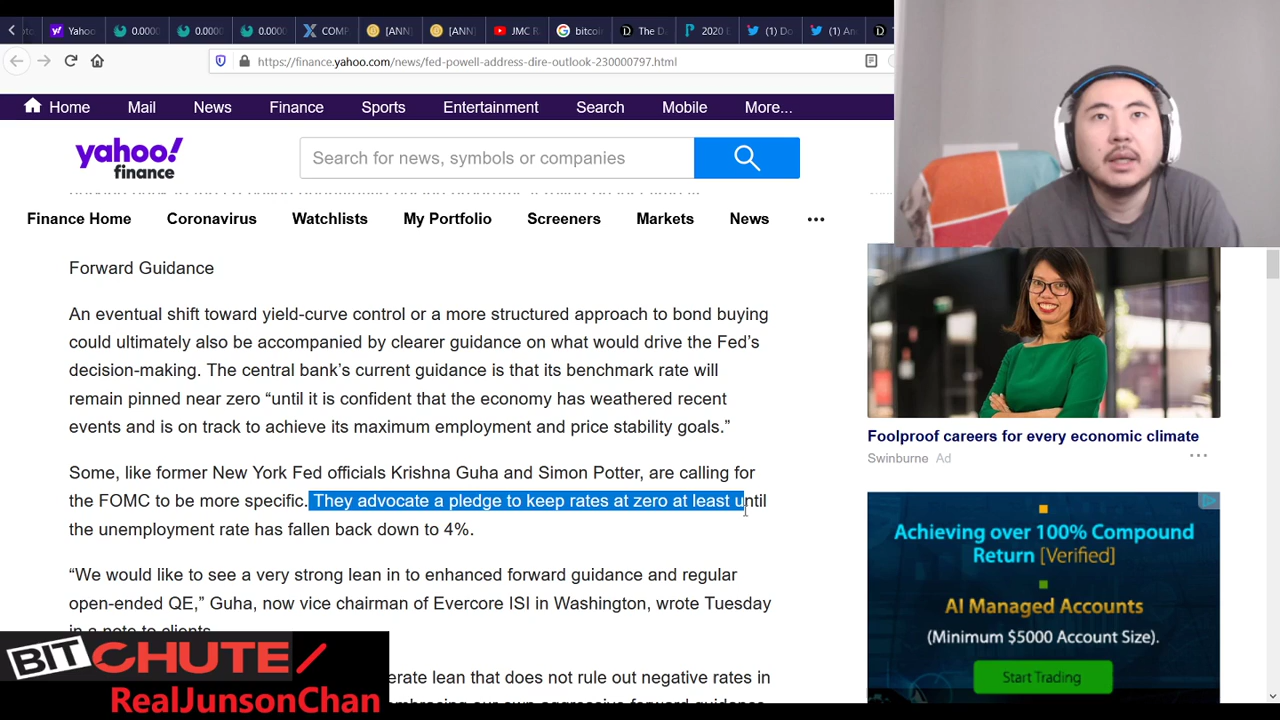 Yahoo
0.0000
0.0000
0.0000
COMP
[ANN]
[ANN]
JMC R
bitcoi
The D
2020 E
(1) Do
(1) An
https://finance.yahoo.com/news/fed-powell-address-dire-outlook-230000797.html
Home Mail News Finance Sports Entertainment Search Mobile More...
yahoo!
finance
Search for news, symbols or companies
Finance Home Coronavirus Watchlists My Portfolio Screeners Markets News ...
Forward Guidance
An eventual shift toward yield-curve control or a more structured approach to bond buying
could ultimately also be accompanied by clearer guidance on what would drive the Fed’s
decision-making. The central bank’s current guidance is that its benchmark rate will
remain pinned near zero “until it is confident that the economy has weathered recent
events and is on track to achieve its maximum employment and price stability goals.”
Some, like former New York Fed officials Krishna Guha and Simon Potter, are calling for
the FOMC to be more specific. They advocate a pledge to keep rates at zero at least until
the unemployment rate has fallen back down to 4%.
“We would like to see a very strong lean in to enhanced forward guidance and regular
open-ended QE,” Guha, now vice chairman of Evercore ISI in Washington, wrote Tuesday
in a note to clients.
erate lean that does not rule out negative rates in
embracing our own aggressive forward guidance
Foolproof careers for every economic climate
Swinburne Ad
Achieving over 100% Compound
Return [Verified]
AI Managed Accounts
(Minimum $5000 Account Size).
Start Trading
BITCHUTE/
RealJunsonChan